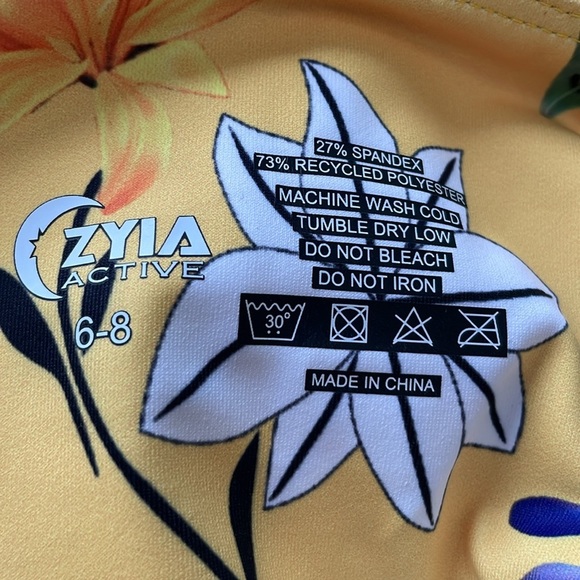 27% SPANDEX
73% RECYCLED POLYESTER
MACHINE WASH COLD
TUMBLE DRY LOW
DO NOT BLEACH
DO NOT IRON
30°
MADE IN CHINA
ZYIA
ACTIVE
6-8